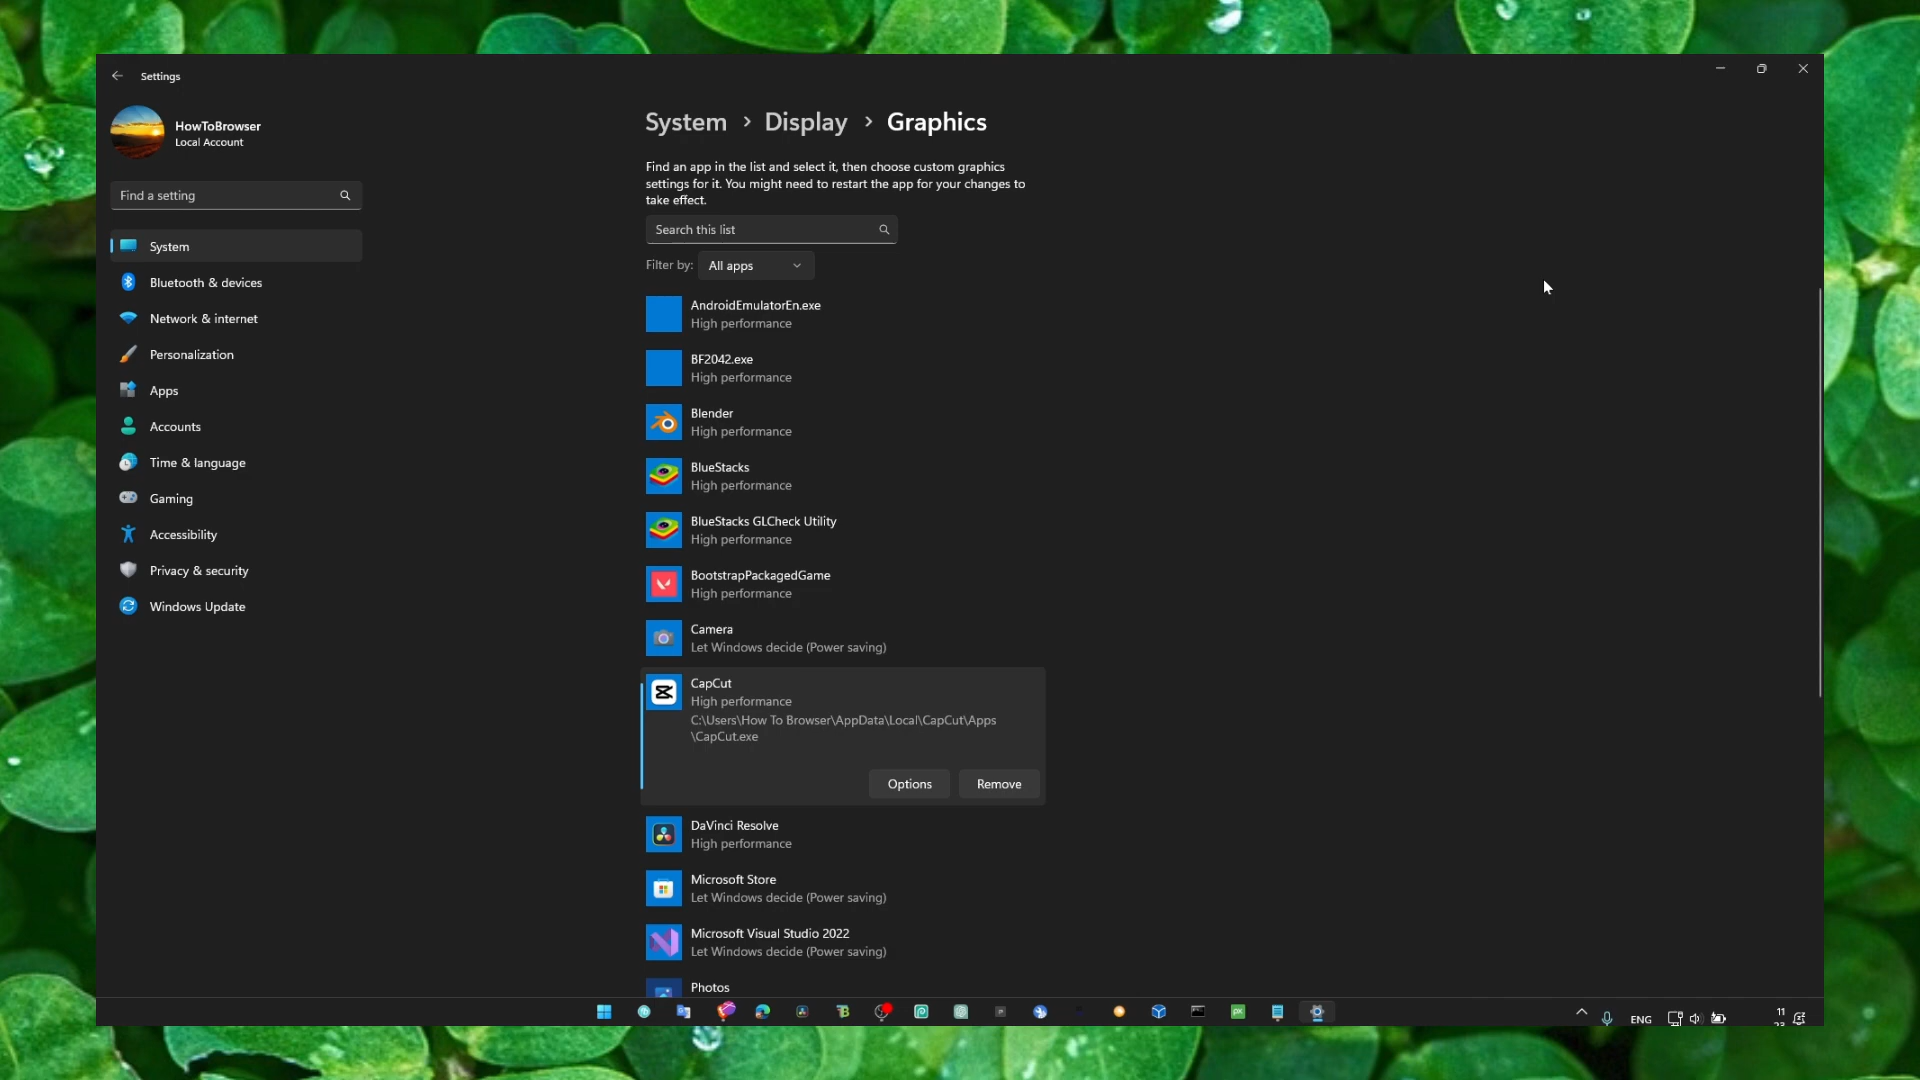 Settings
HowToBrowser
Local Account
Find a setting
System
Bluetooth & devices
Network & internet
Personalization
Apps
Accounts
Time & language
Gaming
Accessibility
Privacy & security
Windows Update
System > Display > Graphics
Find an app in the list and select it, then choose custom graphics
settings for it. You might need to restart the app for your changes to
take effect.
Search this list
Filter by: All apps
AndroidEmulatorEn.exe
High performance
BF2042.exe
High performance
Blender
High performance
BlueStacks
High performance
BlueStacks GLCheck Utility
High performance
BootstrapPackagedGame
High performance
Camera
Let Windows decide (Power saving)
CapCut
High performance
C:\Users\How To Browser\AppData\Local\CapCut\Apps
\CapCut.exe
Options Remove
DaVinci Resolve
High performance
Microsoft Store
Let Windows decide (Power saving)
Microsoft Visual Studio 2022
Let Windows decide (Power saving)
Photos
ENG
11